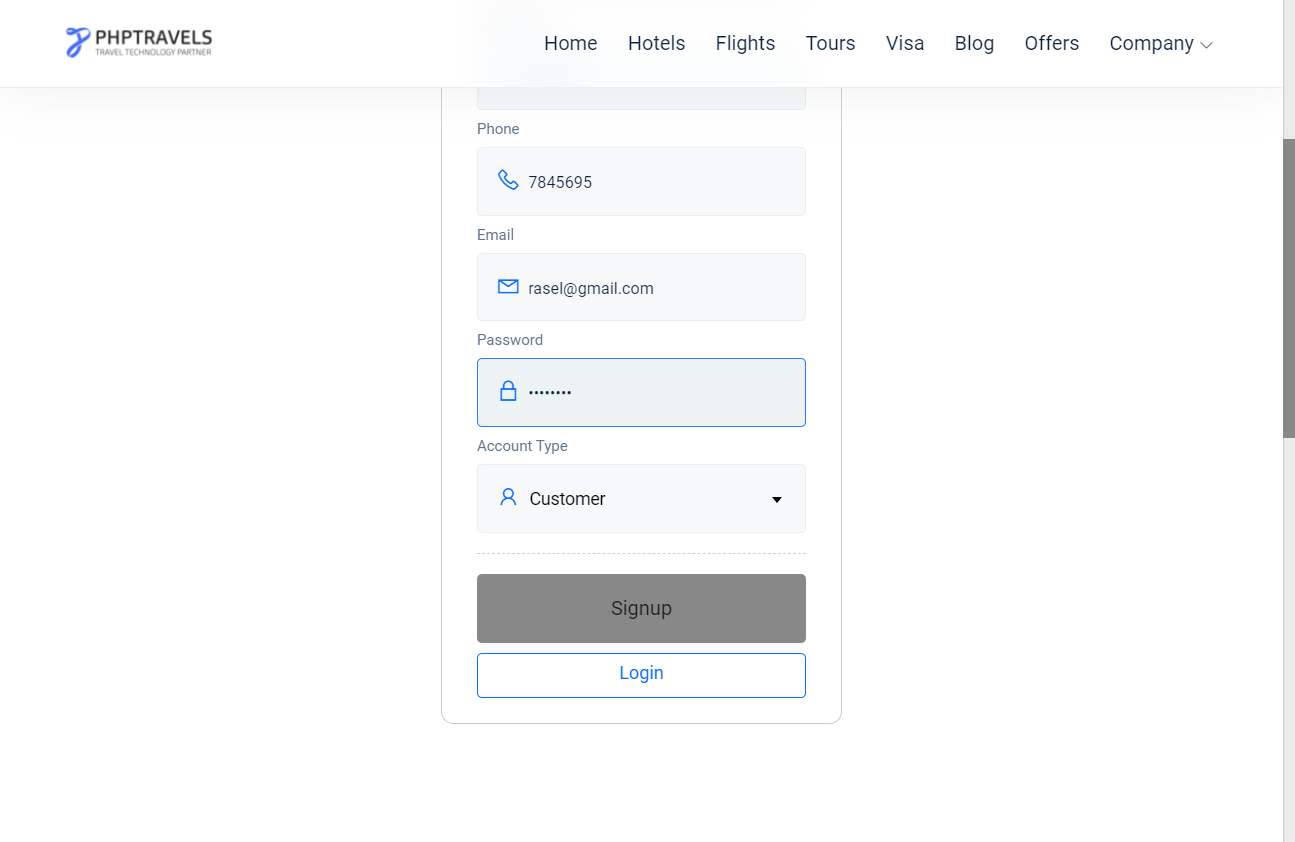 PHPTRAVELS
TRAVEL TECHNOLOGY PARTNER
Home Hotels Flights Tours Visa Blog Offers Company
Phone
7845695
Email
rasel@gmail.com
Password
••••••••
Account Type
Customer
Signup
Login